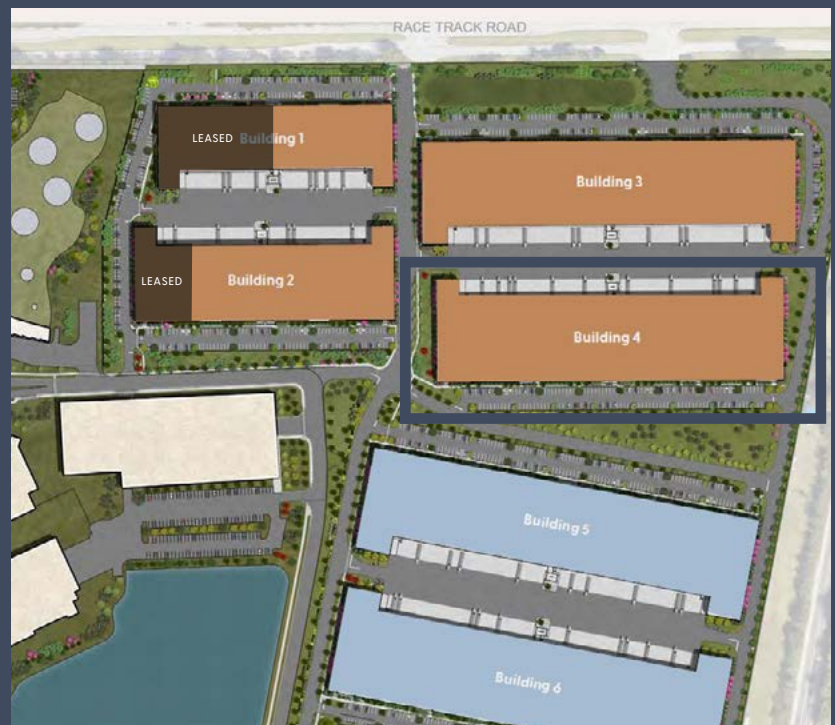 RACE TRACK ROAD
LEASED
Building 1
Building 3
LEASED
Building 2
Building 4
Building 5
Building 6